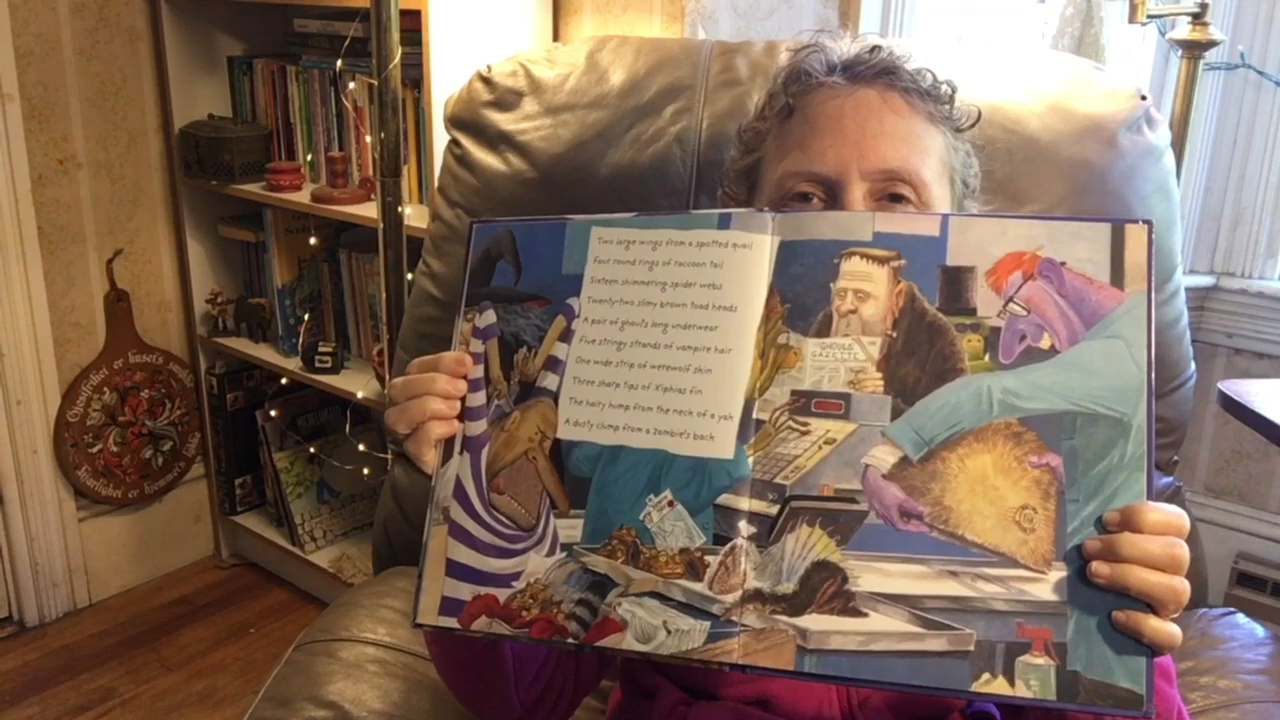 Two large wings from a spotted quail
Four round rings of raccoon tail
Sixteen shimmering spider webs
Twenty-two slimy brown toad heads
A pair of ghouls long underwear
Five stringy strands of vampire hair
One wide strip of werewolf skin
Three sharp tips of Xiphias fin
The hairy hump from the neck of a yak
A dusty clump from a zombie's back
GHOULS
GAZETTE